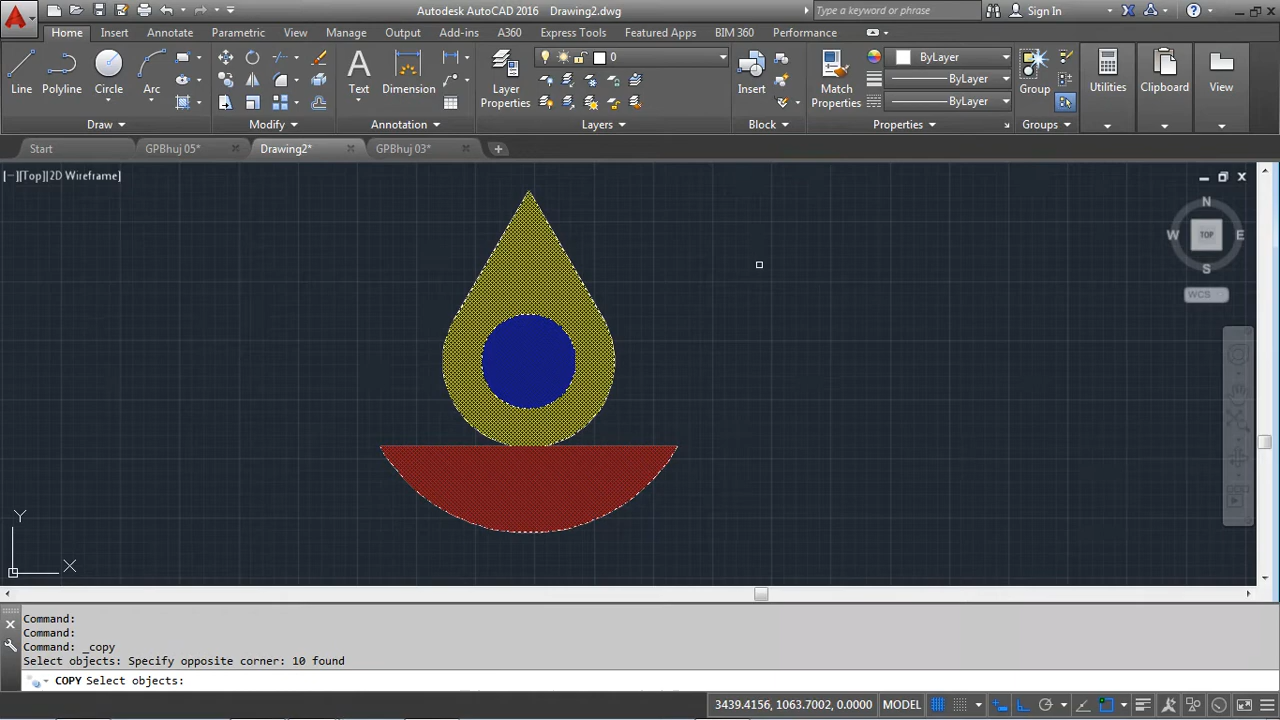 Autodesk AutoCAD 2016 Drawing2.dwg
Type a keyword or phrase
Sign In
Home Insert Annotate Parametric View Manage Output Add-ins A360 Express Tools Featured Apps BIM 360 Performance
Line Polyline Circle Arc
Text Dimension
Layer Properties
0
Insert
Match Properties
ByLayer
ByLayer
ByLayer
Group
Utilities
Clipboard
View
Draw Modify Annotation Layers Block Properties Groups
Start GPBhuj 05* Drawing2* GPBhuj 03*
[−][Top][2D Wireframe]
N
W TOP E
S
WCS
Y
X
Command:
Command:
Command: _copy
Select objects: Specify opposite corner: 10 found
COPY Select objects:
3439.4156, 1063.7002, 0.0000 MODEL